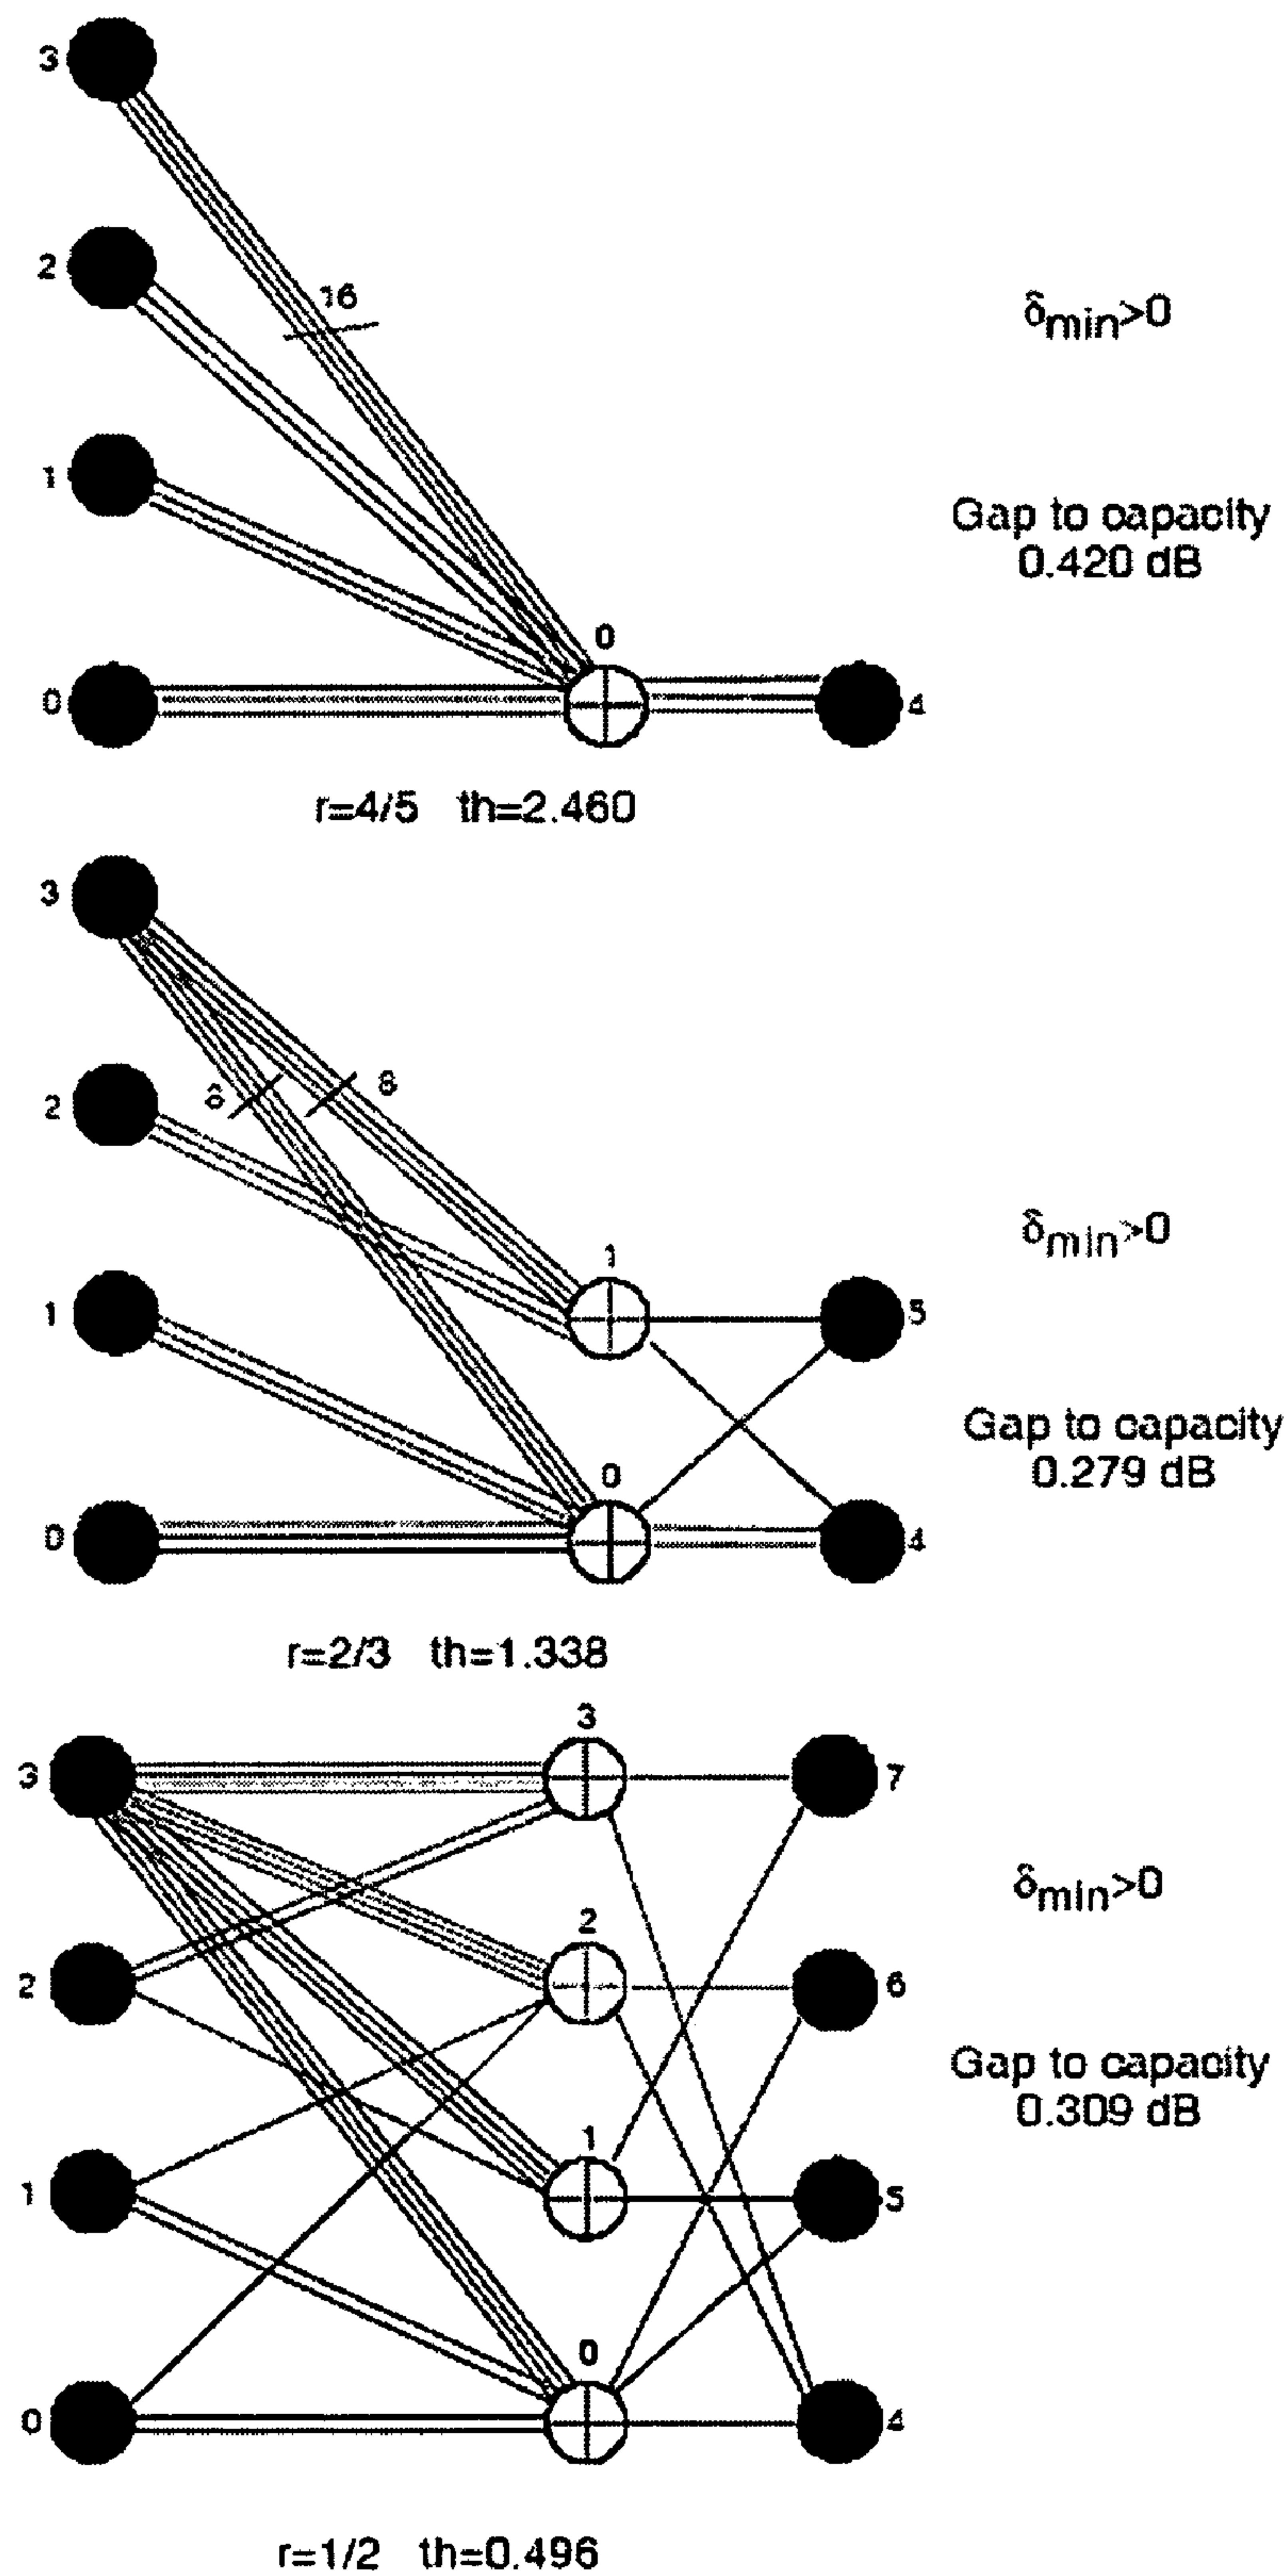 3
16
2
δmin>0
1
Gap to capacity
0.420 dB
0
0
4
r=4/5 th=2.460
3
8
8
2
1
δmin>0
1
5
Gap to capacity
0.279 dB
0
0
4
r=2/3 th=1.338
3
3
7
δmin>0
2
2
6
Gap to capacity
0.309 dB
1
1
5
0
0
4
r=1/2 th=0.496